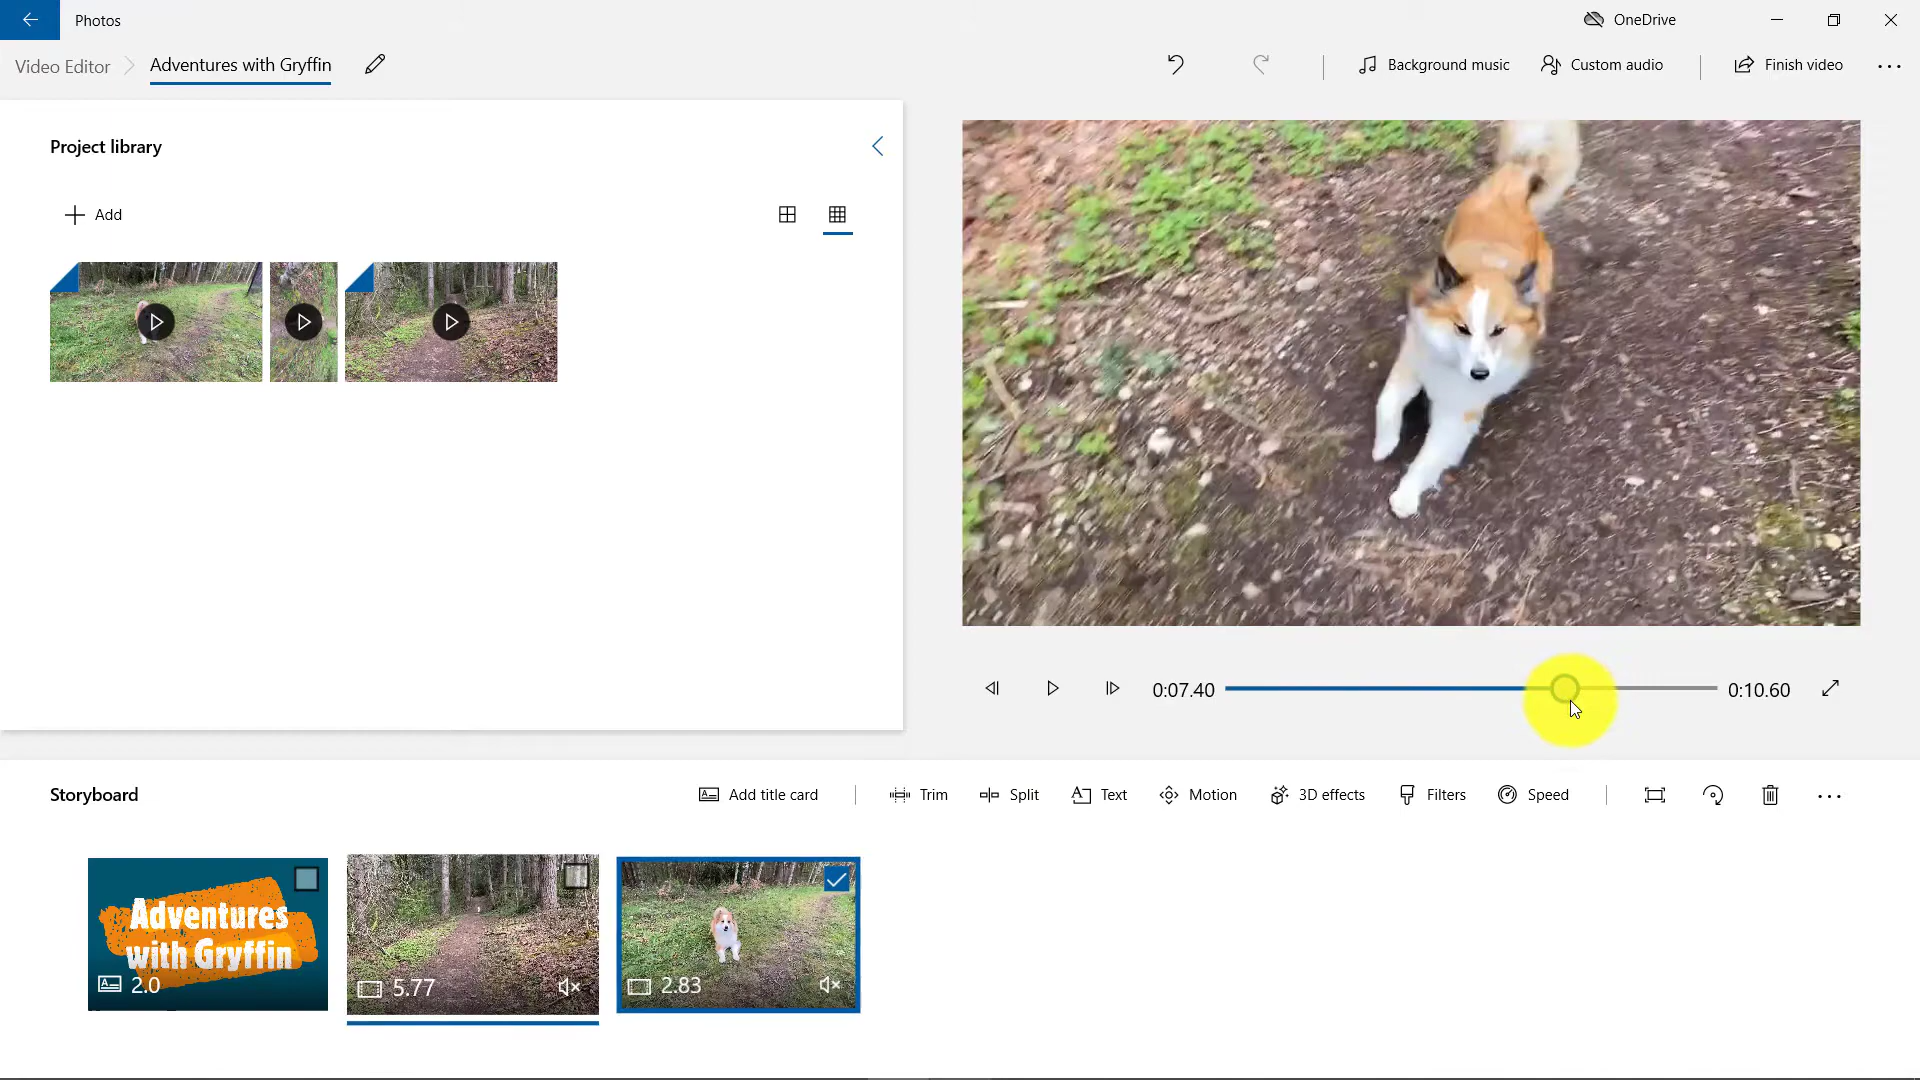 Photos
OneDrive
Video Editor
Adventures with Gryffin
Background music
Custom audio
Finish video
Project library
Add
0:07.40
0:10.60
Storyboard
Add title card
Trim
Split
Text
Motion
3D effects
Filters
Speed
Adventures
with Gryffin
2.0
5.77
2.83